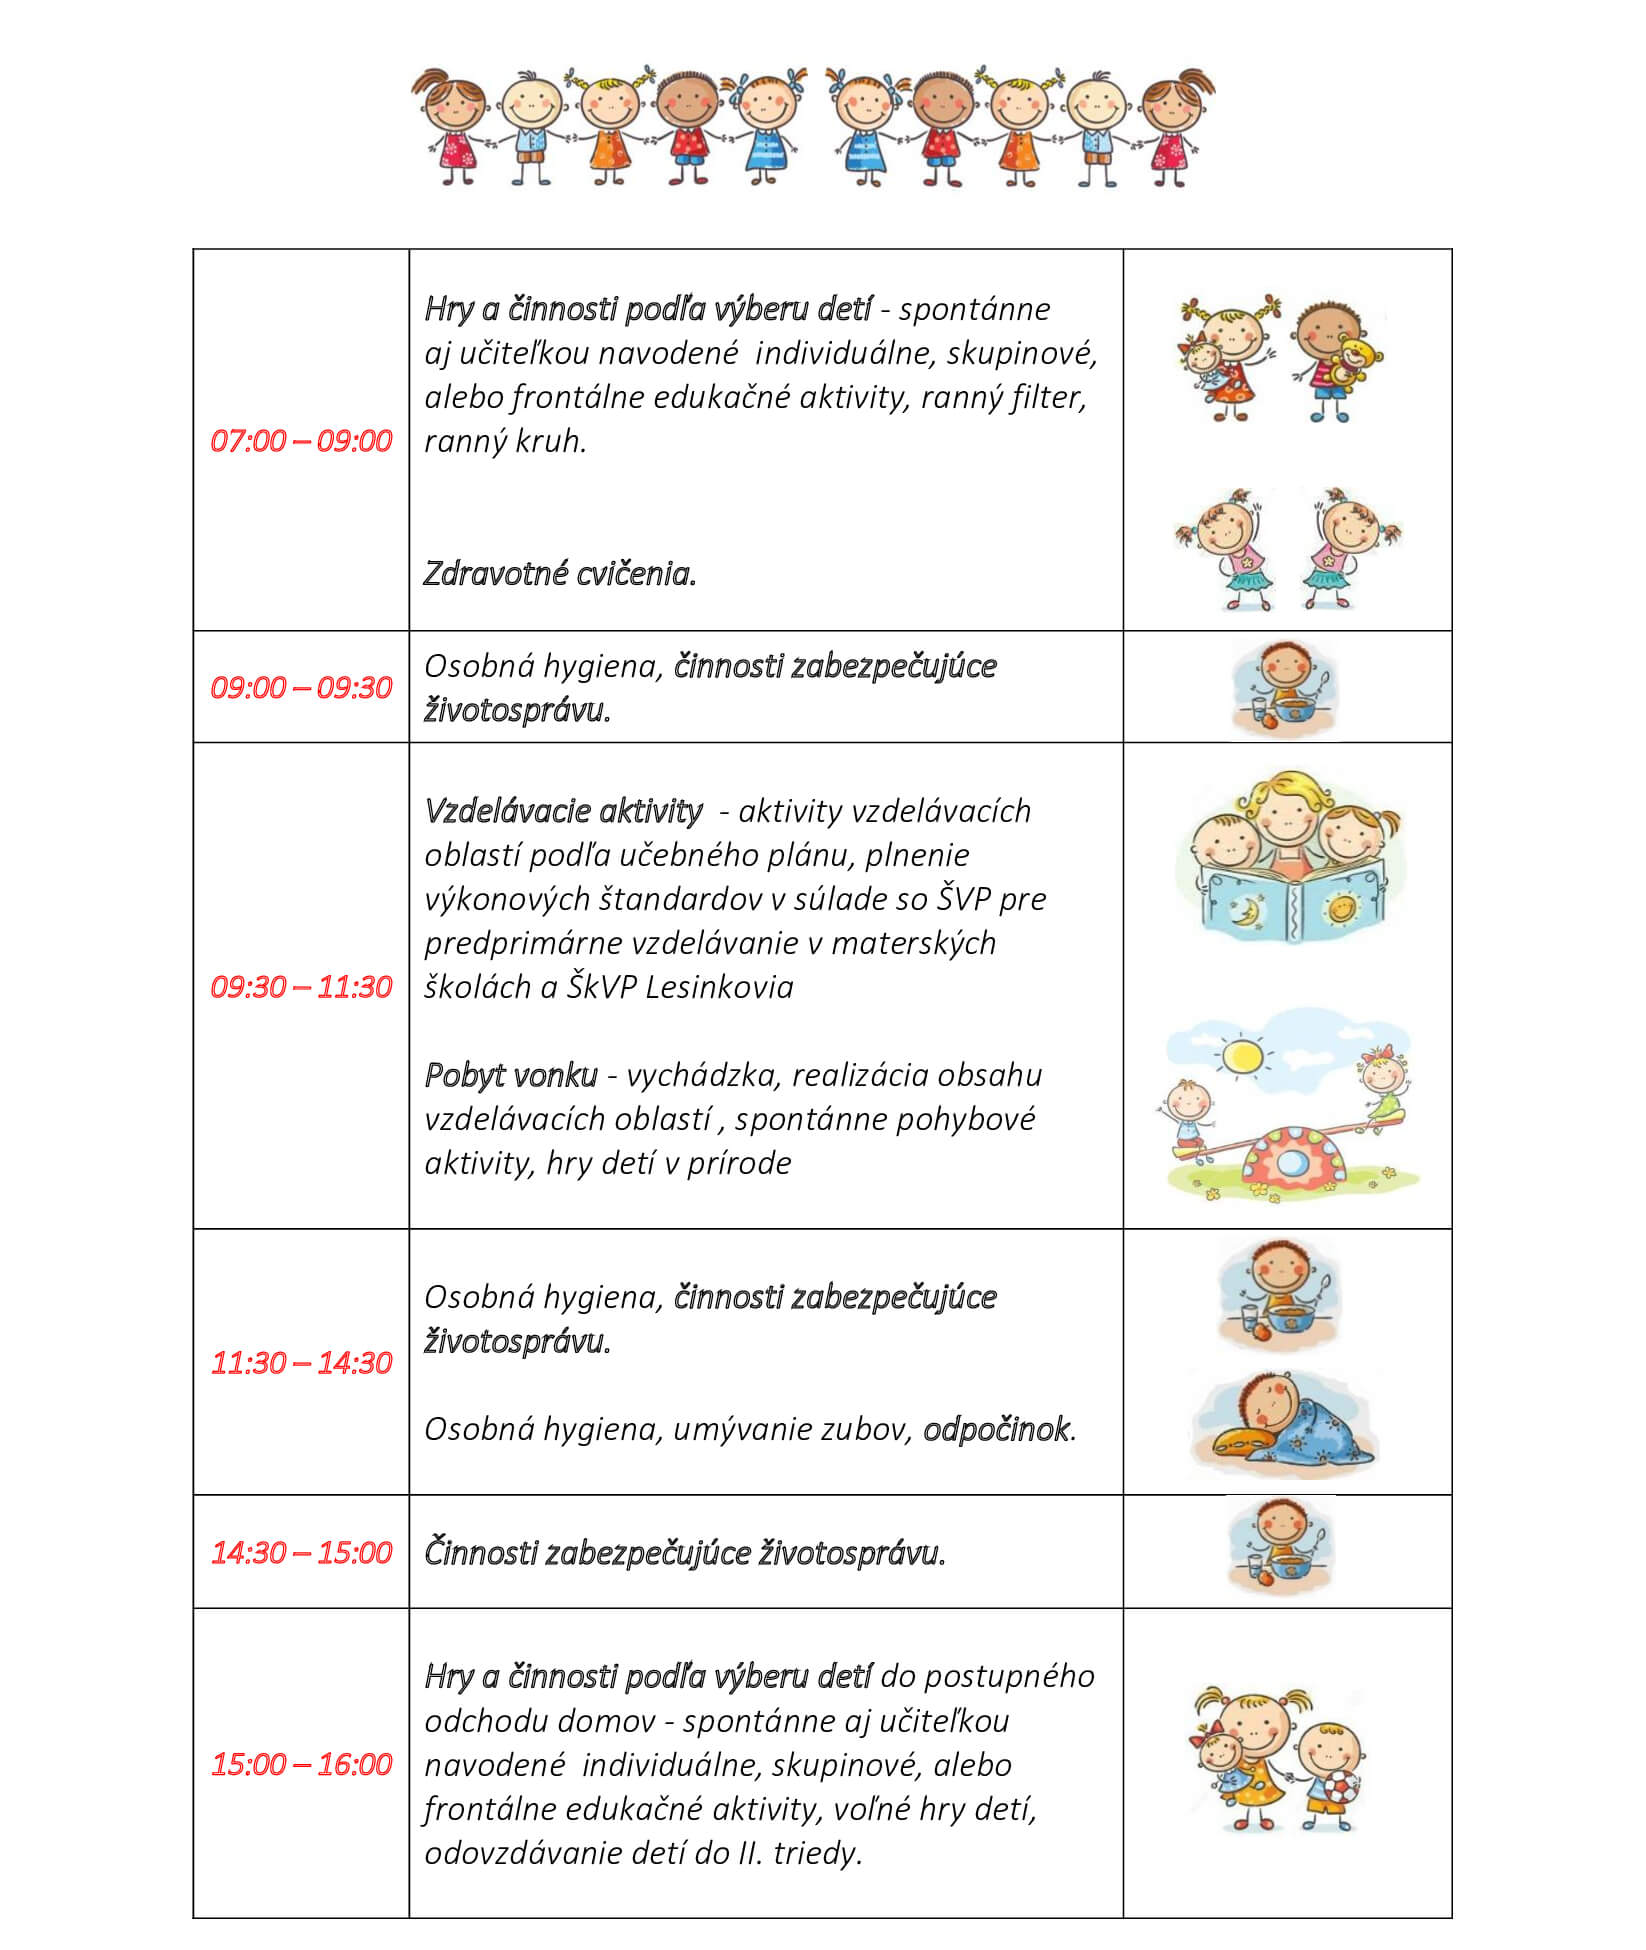 07:00 – 09:00
Hry a činnosti podľa výberu detí - spontánne
aj učiteľkou navodené  individuálne, skupinové,
alebo frontálne edukačné aktivity, ranný filter,
ranný kruh.
Zdravotné cvičenia.
09:00 – 09:30
Osobná hygiena, činnosti zabezpečujúce
životosprávu.
09:30 – 11:30
Vzdelávacie aktivity  - aktivity vzdelávacích
oblastí podľa učebného plánu, plnenie
výkonových štandardov v súlade so ŠVP pre
predprimárne vzdelávanie v materských
školách a ŠkVP Lesinkovia
Pobyt vonku - vychádzka, realizácia obsahu
vzdelávacích oblastí , spontánne pohybové
aktivity, hry detí v prírode
11:30 – 14:30
Osobná hygiena, činnosti zabezpečujúce
životosprávu.
Osobná hygiena, umývanie zubov, odpočinok.
14:30 – 15:00
Činnosti zabezpečujúce životosprávu.
15:00 – 16:00
Hry a činnosti podľa výberu detí do postupného
odchodu domov - spontánne aj učiteľkou
navodené  individuálne, skupinové, alebo
frontálne edukačné aktivity, voľné hry detí,
odovzdávanie detí do II. triedy.